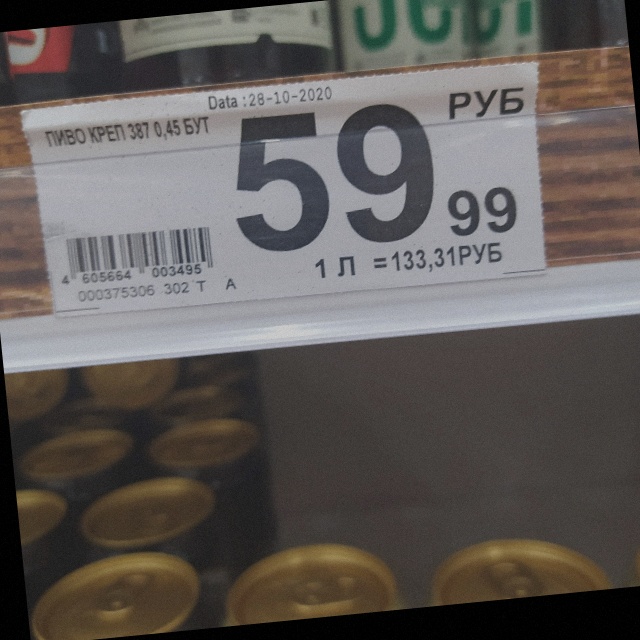 Data :28-10-2020
ПИВО КРЕП 387 0,45 БУТ
59 99 РУБ
1 Л =133,31РУБ
4 605664 003495
000375306 302 Т А